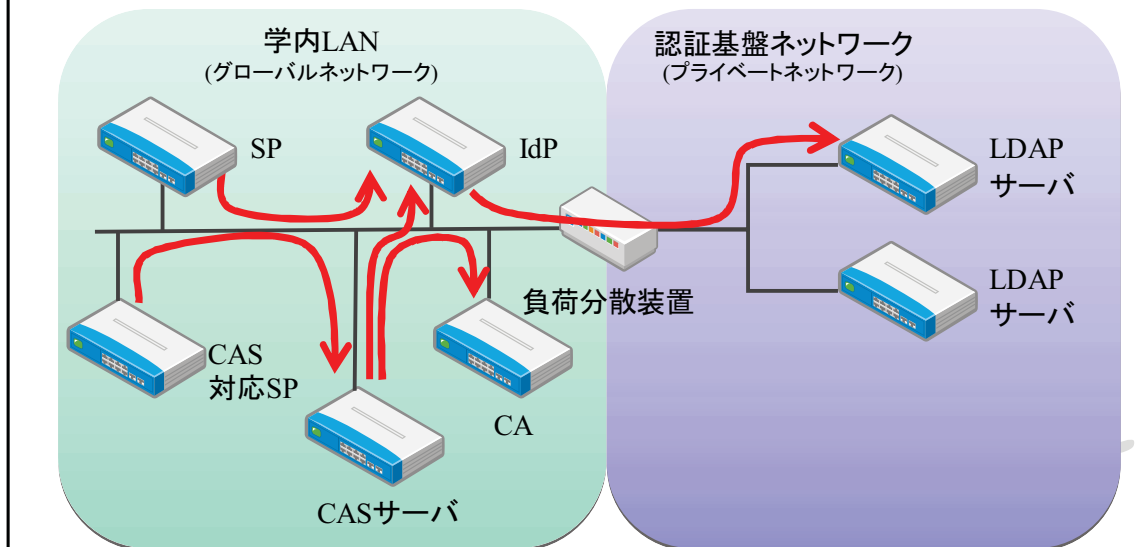 学内LAN
(グローバルネットワーク)
認証基盤ネットワーク
(プライベートネットワーク)
SP
IdP
LDAP
サーバ
負荷分散装置
LDAP
サーバ
CAS
対応SP
CA
CASサーバ